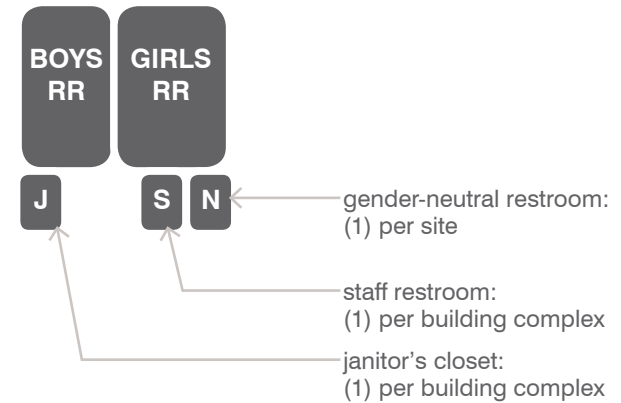 BOYS
RR
GIRLS
RR
J
S
N
gender-neutral restroom:
(1) per site
staff restroom:
(1) per building complex
janitor’s closet:
(1) per building complex